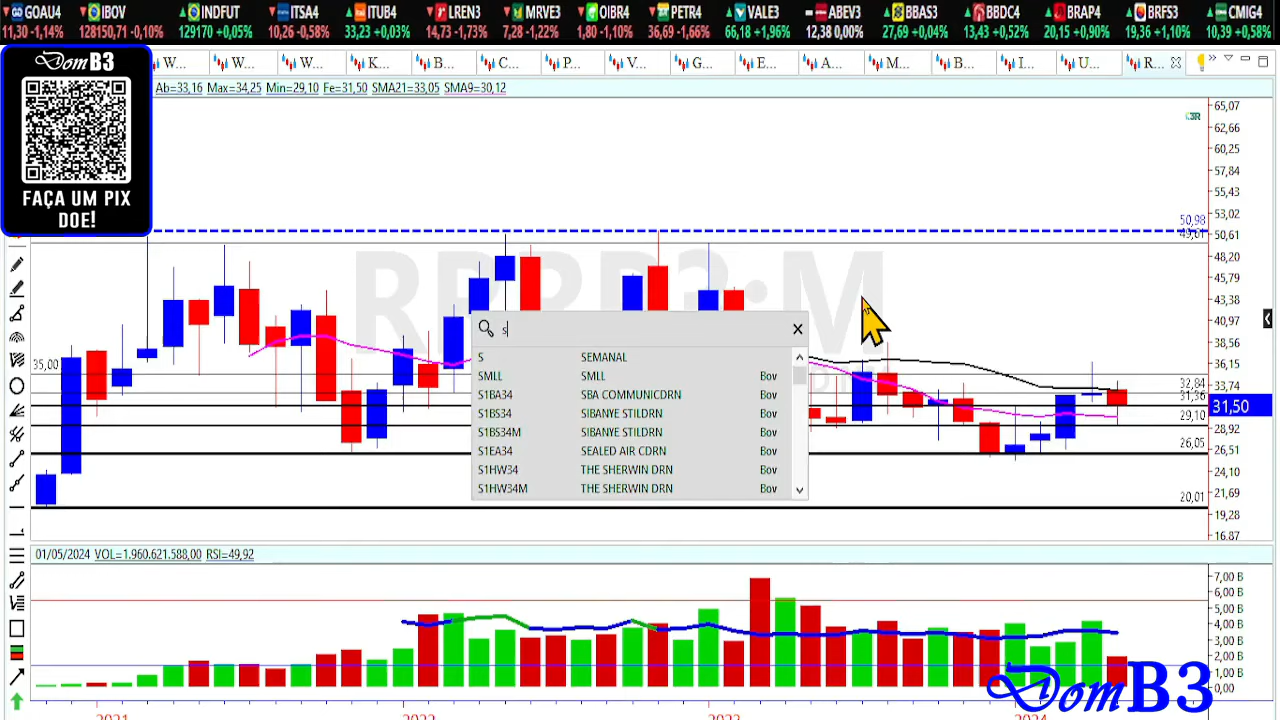 GOAU4 IBOV INDFUT ITSA4 ITUB4 LREN3 MRVE3 OIBR4 PETR4 VALE3 ABEV3 BBAS3 BBDC4 BRAP4 BRFS3 CMIG4
11,30 -1,14% 128150,71 -0,10% 129170 +0,05% 10,26 -0,58% 33,23 +0,03% 14,73 -1,73% 7,28 -1,22% 1,80 -1,10% 36,69 -1,66% 66,18 +1,96% 12,38 0,00% 27,69 +0,04% 13,43 +0,52% 20,15 +0,90% 19,36 +1,10% 10,39 +0,58%
DomB3
FAÇA UM PIX
DOE!
W... W... W... K... B... C... P... V... G... E... A... M... B... I... U... R...
Ab=33,16 Max=34,25 Min=29,10 Fe=31,50 SMA21=33,05 SMA9=30,12
65,07
62,66
60,25
57,84
55,43
53,02
50,98
50,61
48,20
45,79
43,38
40,97
38,56
35,00
36,15
32,84
33,74
31,36
31,50
29,10
28,92
26,05
26,51
24,10
20,01
21,69
19,28
16.87
s
S SEMANAL
SMLL SMLL Bov
S1BA34 SBA COMMUNICDRN Bov
S1BS34 SIBANYE STILDRN Bov
S1BS34M SIBANYE STILDRN Bov
S1EA34 SEALED AIR CDRN Bov
S1HW34 THE SHERWIN DRN Bov
S1HW34M THE SHERWIN DRN Bov
01/05/2024 VOL=1.960.621.588,00 RSI=49,92
7,00 B
6,00 B
5,00 B
4,00 B
3,00 B
2,00 B
1,00 B
0,00
DomB3
2021 2022 2023 2024